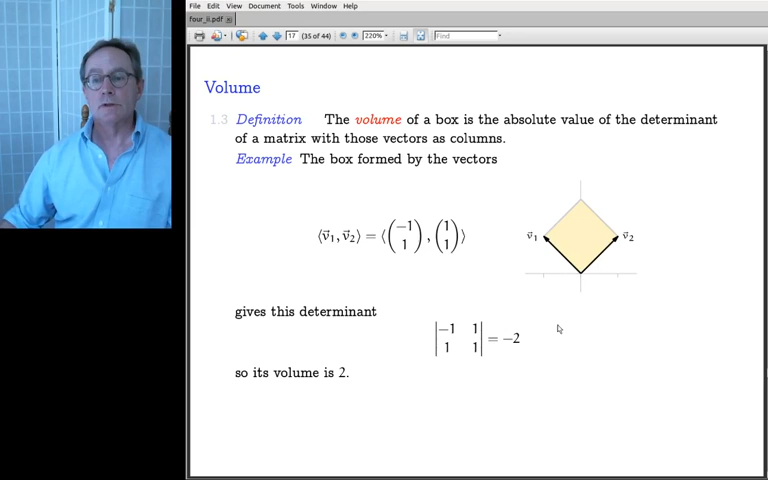 File Edit View Document Tools Window Help
four_ii.pdf
17 (35 of 44) 220% Find
Volume
1.3 Definition The volume of a box is the absolute value of the determinant
of a matrix with those vectors as columns.
Example The box formed by the vectors
⟨v⃗₁, v⃗₂⟩ = ⟨(−1 1), (1 1)⟩
v⃗₁ v⃗₂
gives this determinant
|−1 1|
|1 1| = −2
so its volume is 2.